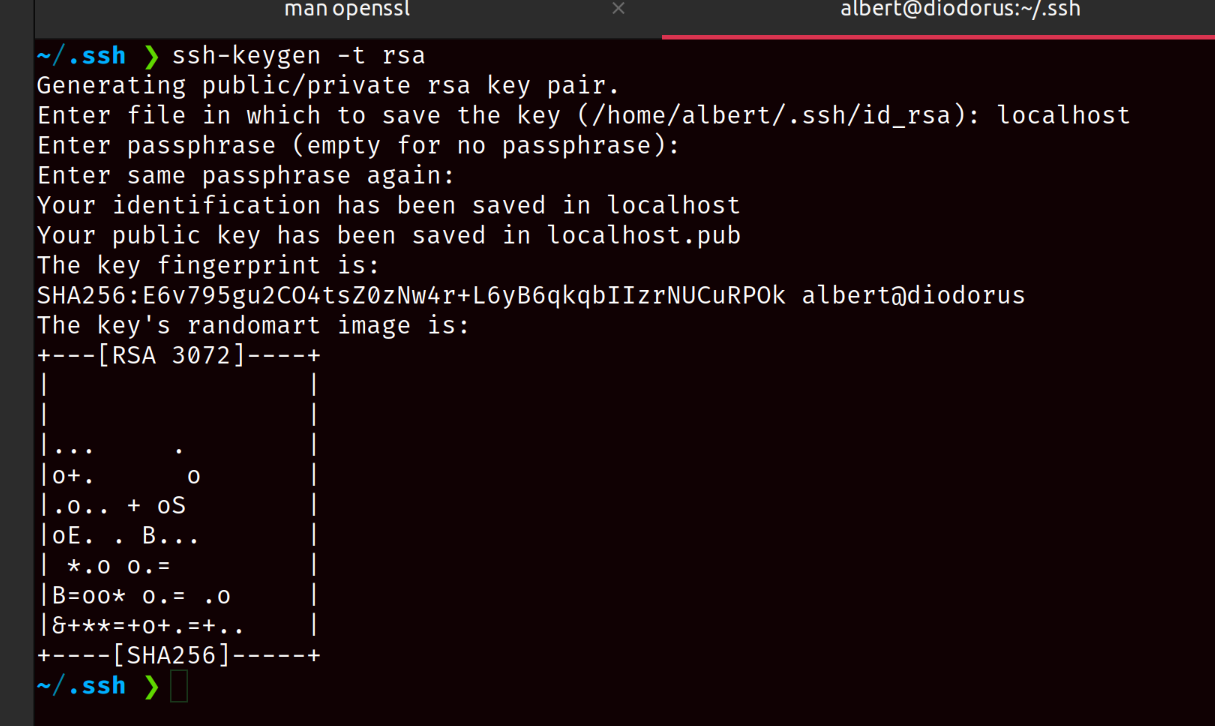 man openssl × albert@diodorus:~/.ssh
~/.ssh ❯ ssh-keygen -t rsa
Generating public/private rsa key pair.
Enter file in which to save the key (/home/albert/.ssh/id_rsa): localhost
Enter passphrase (empty for no passphrase):
Enter same passphrase again:
Your identification has been saved in localhost
Your public key has been saved in localhost.pub
The key fingerprint is:
SHA256:E6v795gu2CO4tsZ0zNw4r+L6yB6qkqbIIzrNUCuRPOk albert@diodorus
The key's randomart image is:
+---[RSA 3072]----+
|                 |
|                 |
|...     .        |
|o+.      o       |
|.o.. + oS        |
|oE. . B...       |
| *.o o.=         |
|B=oo* o.= .o     |
|&+**=+o+.=+..    |
+----[SHA256]-----+
~/.ssh ❯